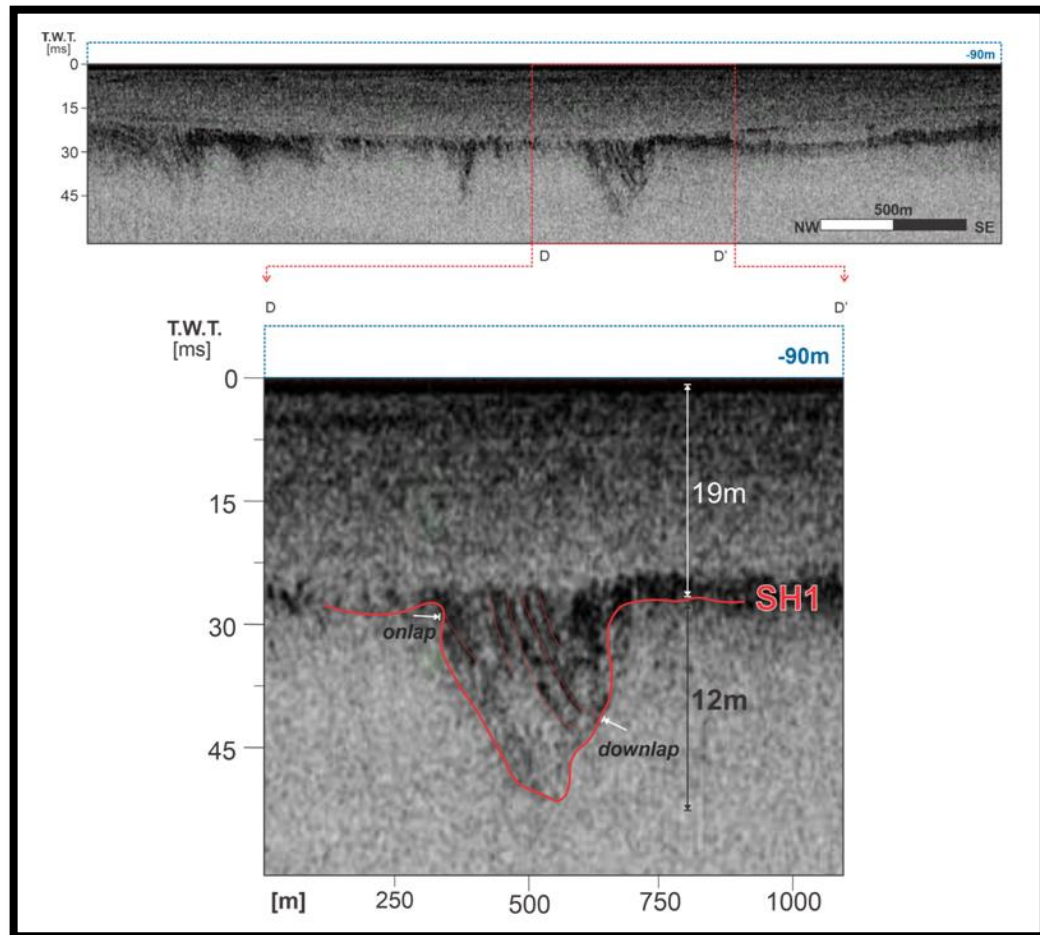 T.W.T.
[ms]
-90m
0
15
30
45
500m
NW SE
D D'
D D'
T.W.T.
[ms]
-90m
0
19m
15
SH1
30
onlap
12m
45
downlap
[m] 250 500 750 1000